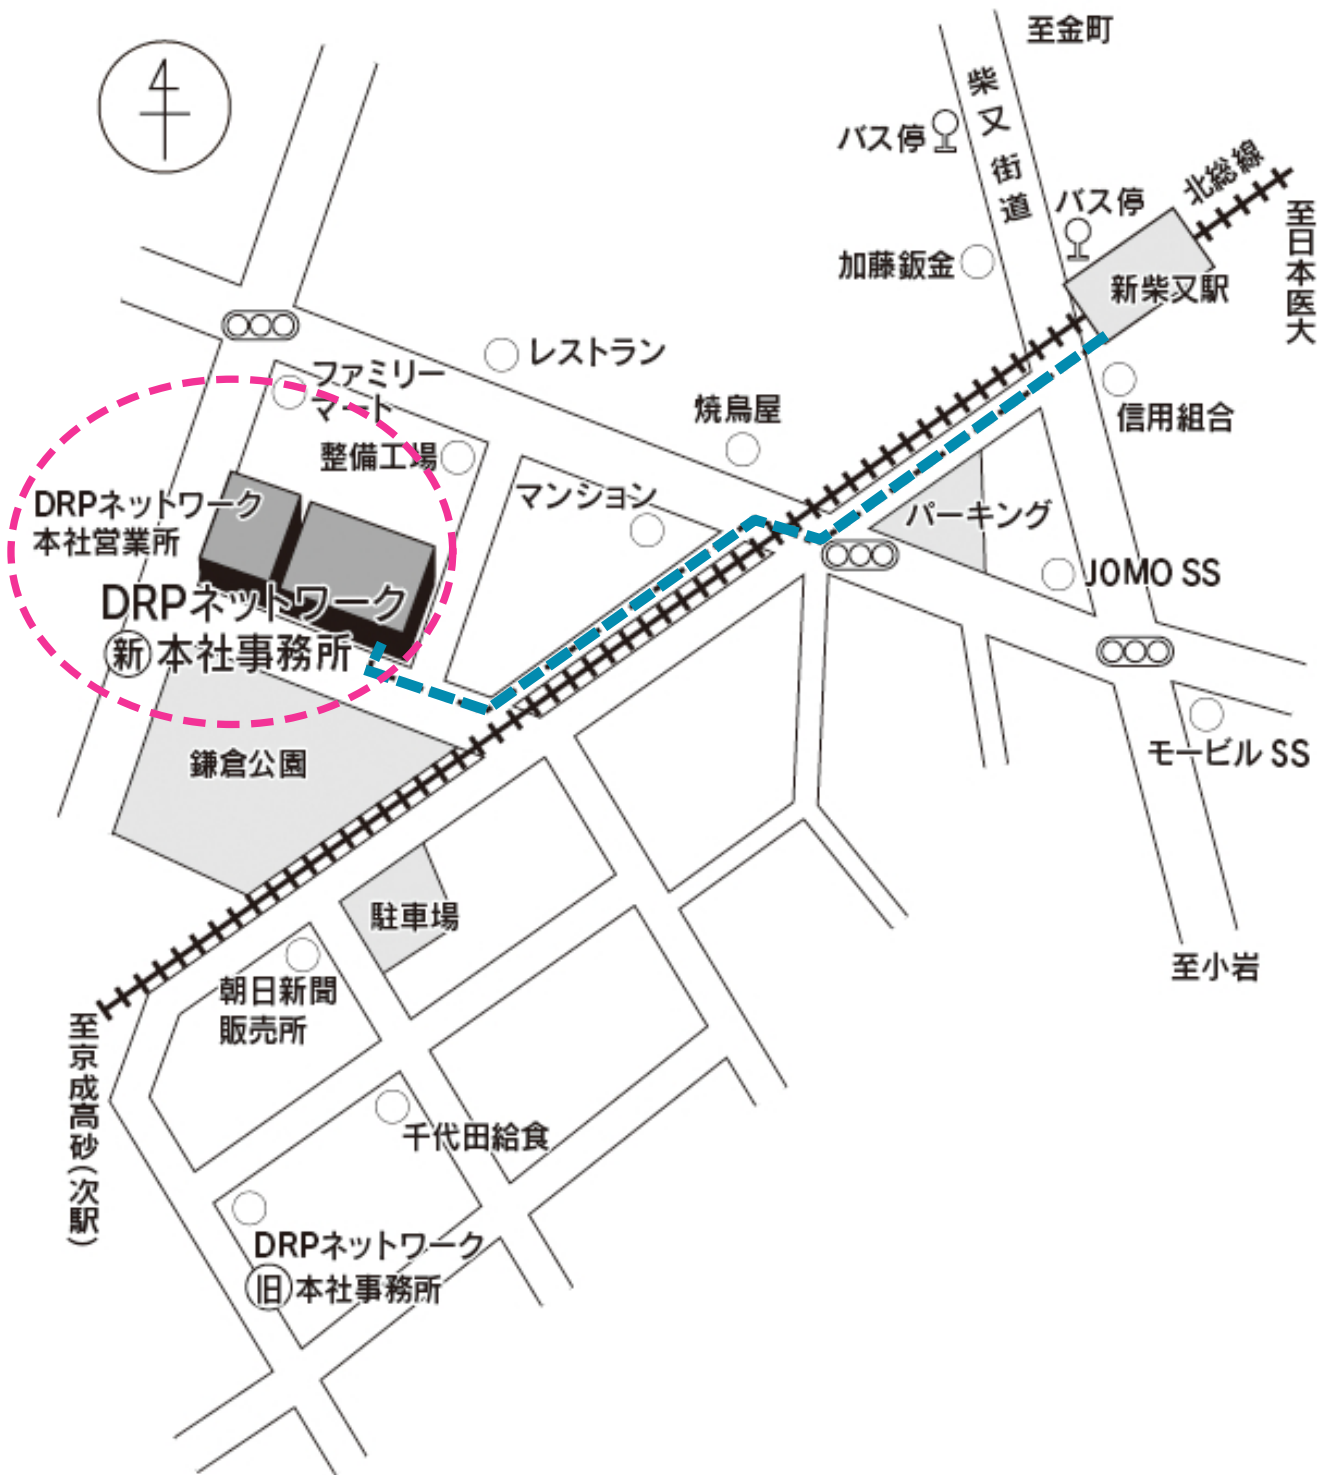 至金町
柴又街道
バス停
北総線
バス停
至日本医大
加藤鈑金
新柴又駅
レストラン
ファミリー
マート
焼鳥屋
信用組合
整備工場
マンション
DRPネットワーク
本社営業所
パーキング
JOMO SS
DRPネットワーク
新本社事務所
鎌倉公園
モービル SS
駐車場
至小岩
朝日新聞
販売所
至京成高砂(次駅)
千代田給食
DRPネットワーク
旧本社事務所